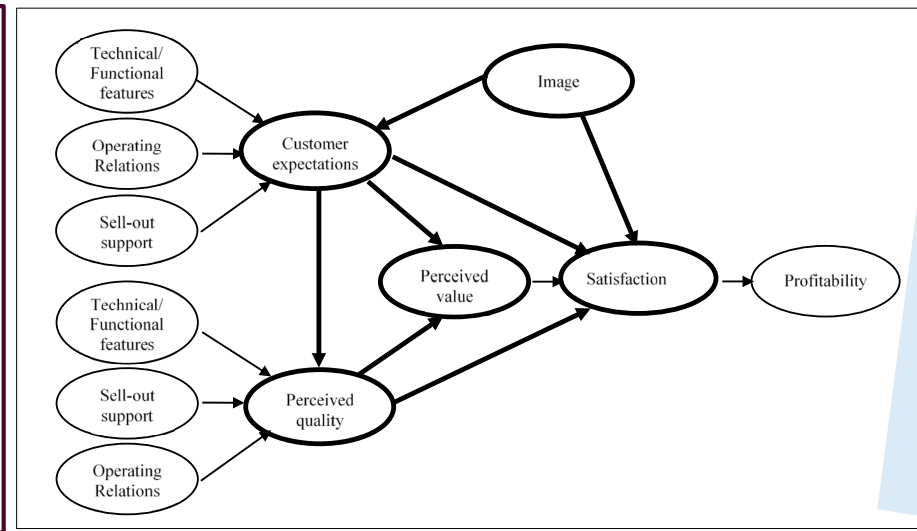 Technical/
Functional
features
Operating
Relations
Sell-out
support
Technical/
Functional
features
Sell-out
support
Operating
Relations
Customer
expectations
Perceived
quality
Image
Perceived
value
Satisfaction
Profitability